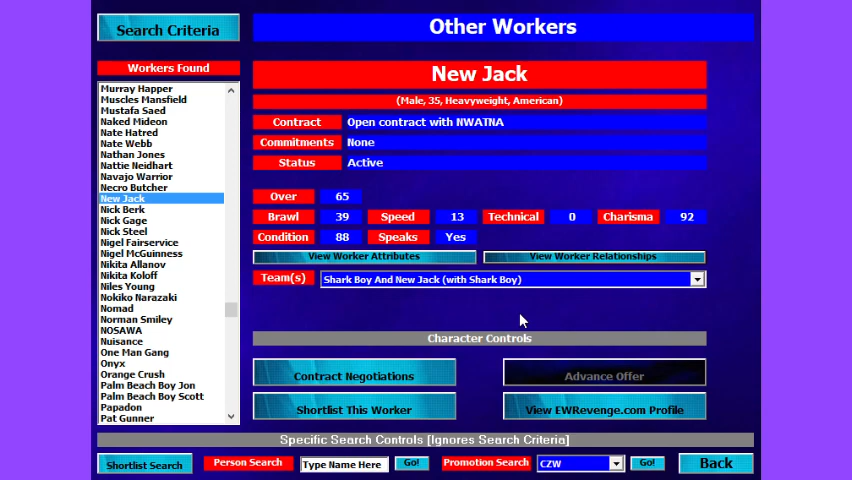 Search Criteria
Other Workers
Workers Found
New Jack
(Male, 35, Heavyweight, American)
Murray Happer
Muscles Mansfield
Mustafa Saed
Naked Mideon
Nate Hatred
Nate Webb
Nathan Jones
Nattie Neidhart
Navajo Warrior
Necro Butcher
New Jack
Nick Berk
Nick Gage
Nick Steel
Nigel Fairservice
Nigel McGuinness
Nikita Allanov
Nikita Koloff
Niles Young
Nokiko Narazaki
Nomad
Norman Smiley
NOSAWA
Nuisance
One Man Gang
Onyx
Orange Crush
Palm Beach Boy Jon
Palm Beach Boy Scott
Papadon
Pat Gunner
Contract Open contract with NWATNA
Commitments None
Status Active
Over 65
Brawl 39 Speed 13 Technical 0 Charisma 92
Condition 88 Speaks Yes
View Worker Attributes View Worker Relationships
Team(s) Shark Boy And New Jack (with Shark Boy)
Character Controls
Contract Negotiations Advance Offer
Shortlist This Worker View EWRevenge.com Profile
Specific Search Controls [Ignores Search Criteria]
Shortlist Search Person Search Type Name Here Go! Promotion Search CZW Go! Back